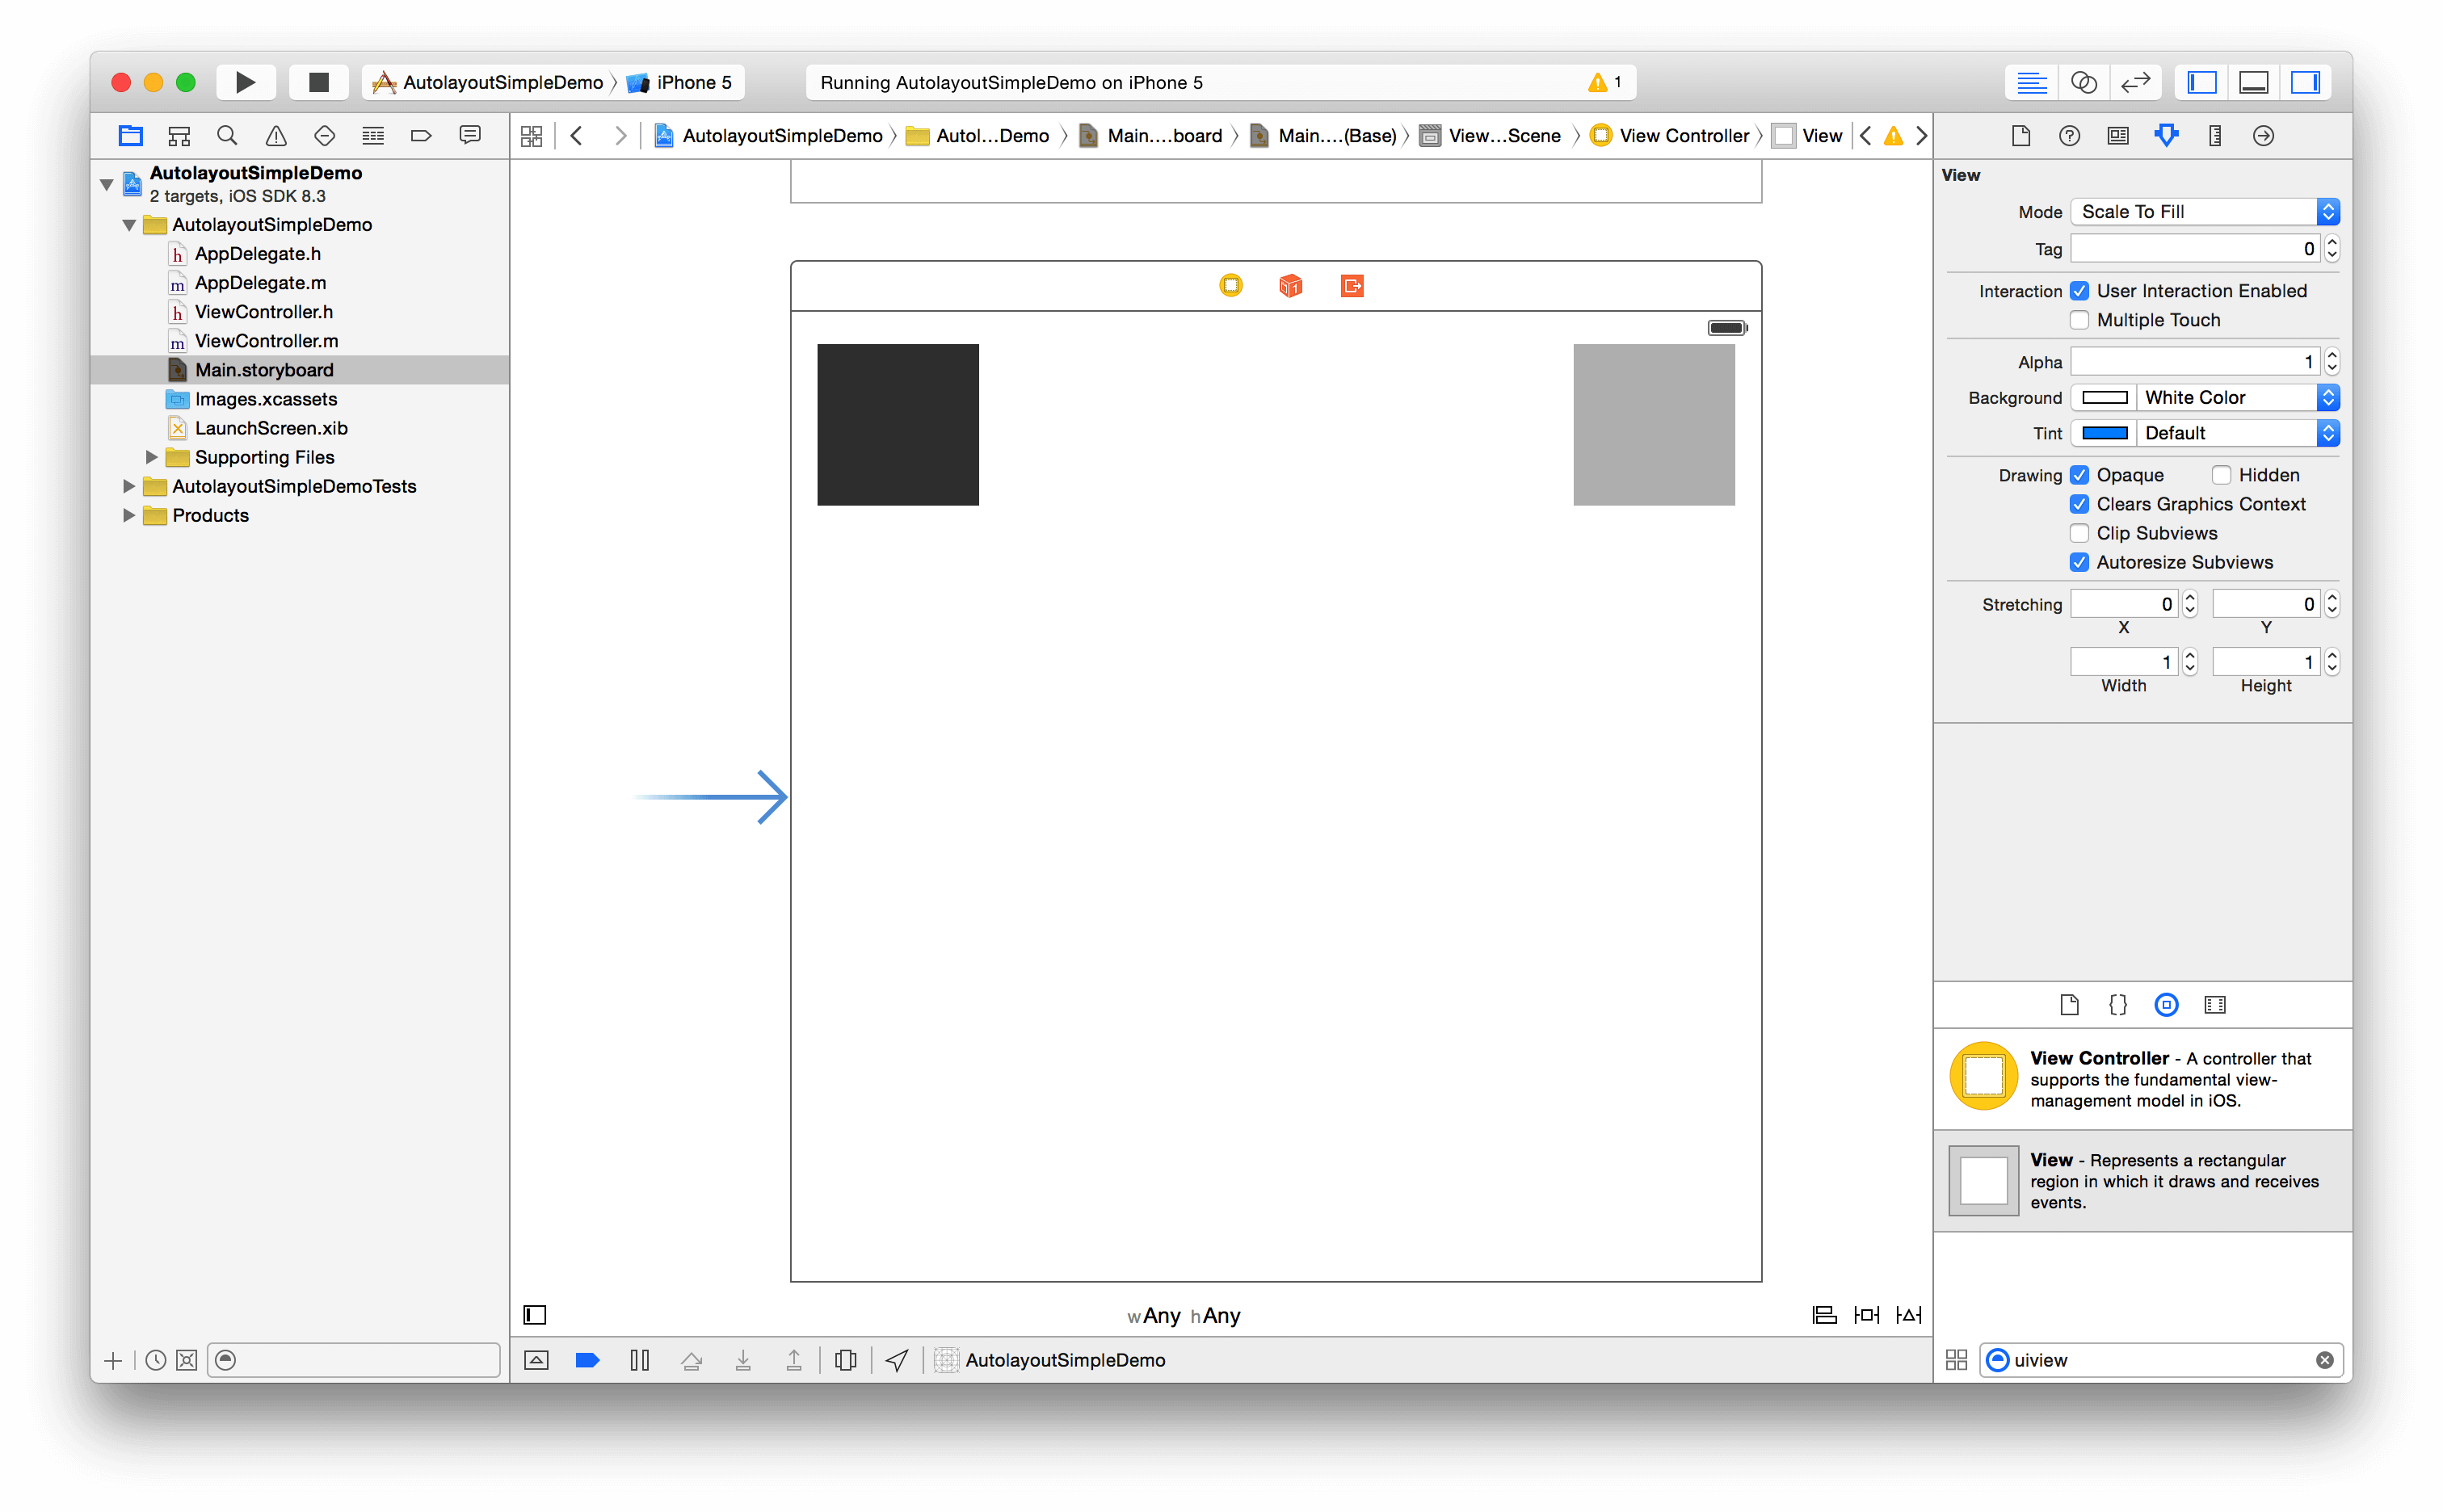 AutolayoutSimpleDemo
iPhone 5
Running AutolayoutSimpleDemo on iPhone 5
1
AutolayoutSimpleDemo
Autol...Demo
Main....board
Main....(Base)
View...Scene
View Controller
View
AutolayoutSimpleDemo
2 targets, iOS SDK 8.3
AutolayoutSimpleDemo
h AppDelegate.h
m AppDelegate.m
h ViewController.h
m ViewController.m
Main.storyboard
Images.xcassets
LaunchScreen.xib
Supporting Files
AutolayoutSimpleDemoTests
Products
1
wAny hAny
AutolayoutSimpleDemo
View
Mode Scale To Fill
Tag 0
Interaction User Interaction Enabled
Multiple Touch
Alpha 1
Background White Color
Tint Default
Drawing Opaque Hidden
Clears Graphics Context
Clip Subviews
Autoresize Subviews
Stretching 0 0
X Y
1 1
Width Height
{}
View Controller - A controller that
supports the fundamental view-
management model in iOS.
View - Represents a rectangular
region in which it draws and receives
events.
uiview